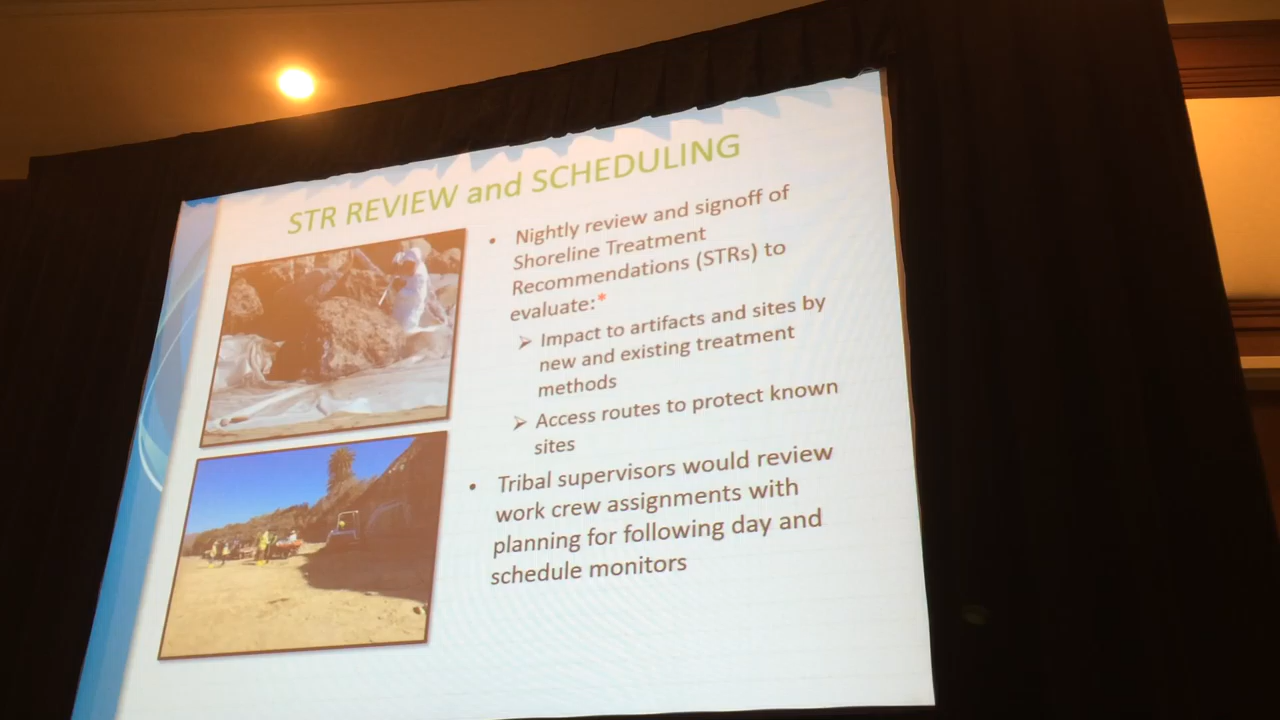 STR REVIEW and SCHEDULING
• Nightly review and signoff of
Shoreline Treatment
Recommendations (STRs) to
evaluate:*
➢ Impact to artifacts and sites by
new and existing treatment
methods
➢ Access routes to protect known
sites
• Tribal supervisors would review
work crew assignments with
planning for following day and
schedule monitors